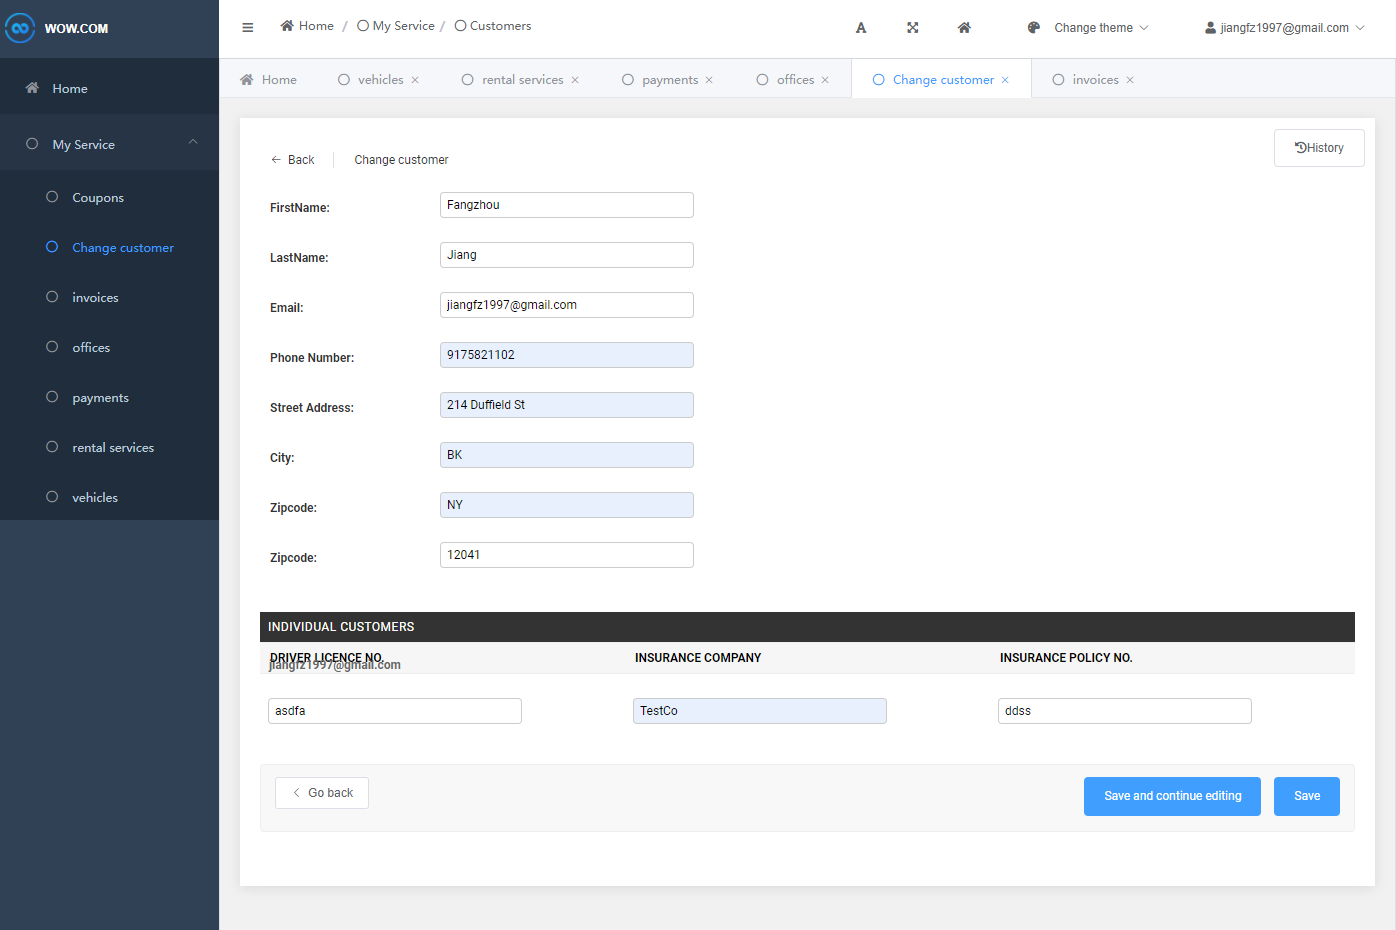 WOW.COM
Home / My Service / Customers
Change theme
jiangfz1997@gmail.com
Home
vehicles
rental services
payments
offices
Change customer
invoices
Home
My Service
Coupons
Change customer
invoices
offices
payments
rental services
vehicles
Back
Change customer
History
FirstName: Fangzhou
LastName: Jiang
Email: jiangfz1997@gmail.com
Phone Number: 9175821102
Street Address: 214 Duffield St
City: BK
Zipcode: NY
Zipcode: 12041
INDIVIDUAL CUSTOMERS
DRIVER LICENCE NO. INSURANCE COMPANY INSURANCE POLICY NO.
jiangfz1997@gmail.com
asdfa TestCo ddss
Go back Save and continue editing Save